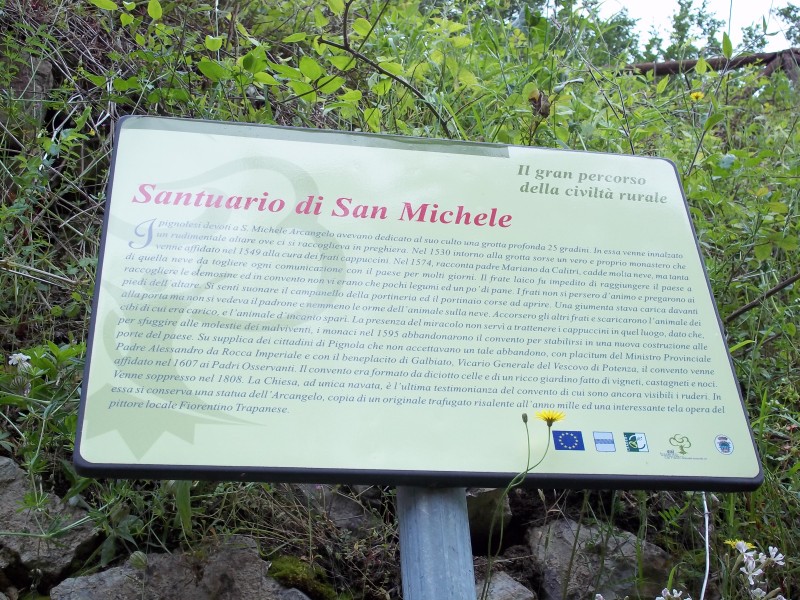 Il gran percorso
della civiltà rurale
Santuario di San Michele
I pignolesi devoti a S. Michele Arcangelo avevano dedicato al suo culto una grotta profonda 25 gradini. In essa venne innalzato
un rudimentale altare ove ci si raccoglieva in preghiera. Nel 1530 intorno alla grotta sorse un vero e proprio monastero che
venne affidato nel 1549 alla cura dei frati cappuccini. Nel 1574, racconta padre Mariano da Calitri, cadde molta neve, ma tanta
di quella neve da togliere ogni comunicazione con il paese per molti giorni. Il frate laico fu impedito di raggiungere il paese a
raccogliere le elemosine ed in convento non vi erano che pochi legumi ed un po' di pane. I frati non si persero d'animo e pregarono ai
piedi dell'altare. Si sentì suonare il campanello della portineria ed il portinaio corse ad aprire. Una giumenta stava carica davanti
alla porta ma non si vedeva il padrone e nemmeno le orme dell'animale sulla neve. Accorsero gli altri frati e scaricarono l'animale dei
cibi di cui era carico, e l'animale d'incanto sparì. La presenza del miracolo non servì a trattenere i cappuccini in quel luogo, dato che,
per sfuggire alle molestie dei malviventi, i monaci nel 1595 abbandonarono il convento per stabilirsi in una nuova costruzione alle
porte del paese. Su supplica dei cittadini di Pignola che non accettavano un tale abbandono, con placitum del Ministro Provinciale
Padre Alessandro da Rocca Imperiale e con il beneplacito di Galbiato, Vicario Generale del Vescovo di Potenza, il convento venne
affidato nel 1607 ai Padri Osservanti. Il convento era formato da diciotto celle e di un ricco giardino fatto di vigneti, castagneti e noci.
Venne soppresso nel 1808. La Chiesa, ad unica navata, è l'ultima testimonianza del convento di cui sono ancora visibili i ruderi. In
essa si conserva una statua dell'Arcangelo, copia di un originale trafugato risalente all'anno mille ed una interessante tela opera del
pittore locale Fiorentino Trapanese.